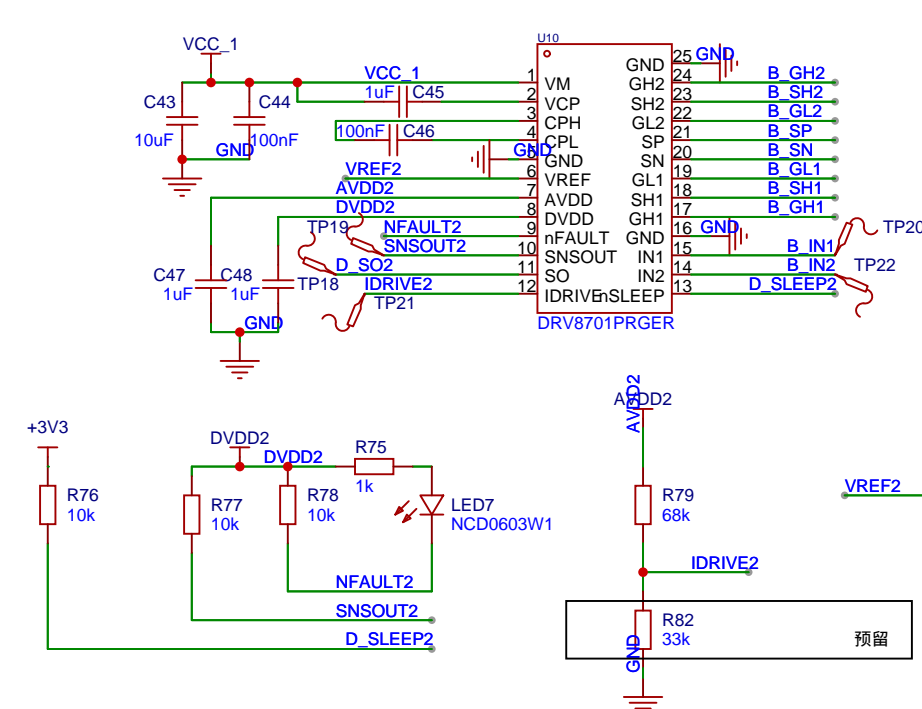 U10
VCC_1
VCC_1
C43
10uF
C44
100nF
GND
1uF
C45
100nF
C46
GND
VREF2
AVDD2
DVDD2
NFAULT2
SNSOUT2
D_SO2
IDRIVE2
TP19
TP18
TP21
C47
1uF
C48
1uF
GND
1
2
3
4
5
6
7
8
9
10
11
12
VM
VCP
CPH
CPL
GND
VREF
AVDD
DVDD
nFAULT
SNSOUT
SO
IDRIVE
GND
GH2
SH2
GL2
SP
SN
GL1
SH1
GH1
GND
IN1
IN2
nSLEEP
25
24
23
22
21
20
19
18
17
16
15
14
13
GND
B_GH2
B_SH2
B_GL2
B_SP
B_SN
B_GL1
B_SH1
B_GH1
GND
B_IN1
B_IN2
D_SLEEP2
TP20
TP22
DRV8701PRGER
+3V3
R76
10k
DVDD2
DVDD2
R77
10k
R78
10k
R75
1k
LED7
NCD0603W1
NFAULT2
SNSOUT2
D_SLEEP2
AVDD2
AVDD2
R79
68k
IDRIVE2
R82
33k
GND
预留
VREF2